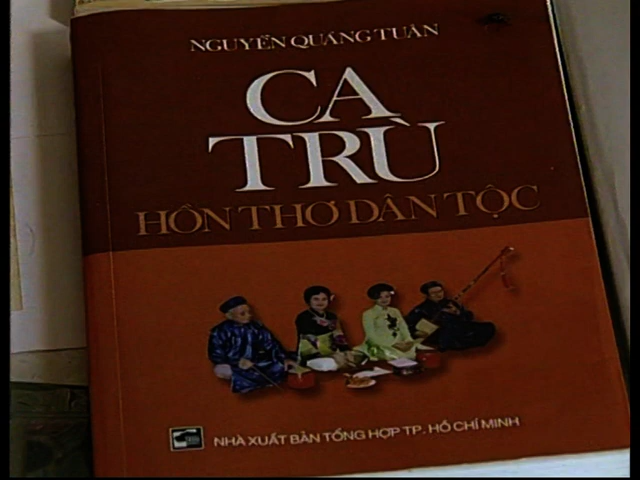 NGUYỄN QUẢNG TUÂN
CA
TRÙ
HỒN THƠ DÂN TỘC
NHÀ XUẤT BẢN TỔNG HỢP TP. HỒ CHÍ MINH